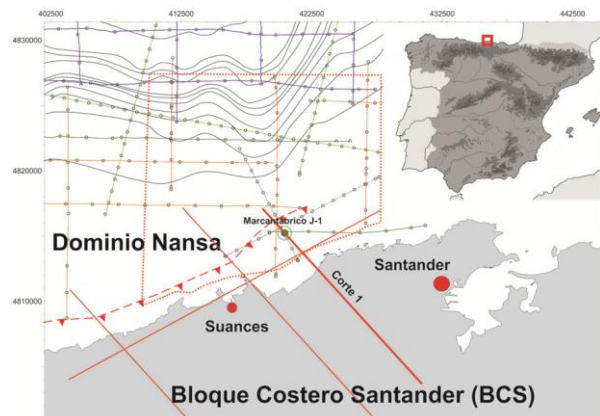 402500 412500 422500 432500 442500
4830000
4820000
4810000
Marcantábrico J-1
Dominio Nansa
Santander
Corte 1
Suances
Bloque Costero Santander (BCS)